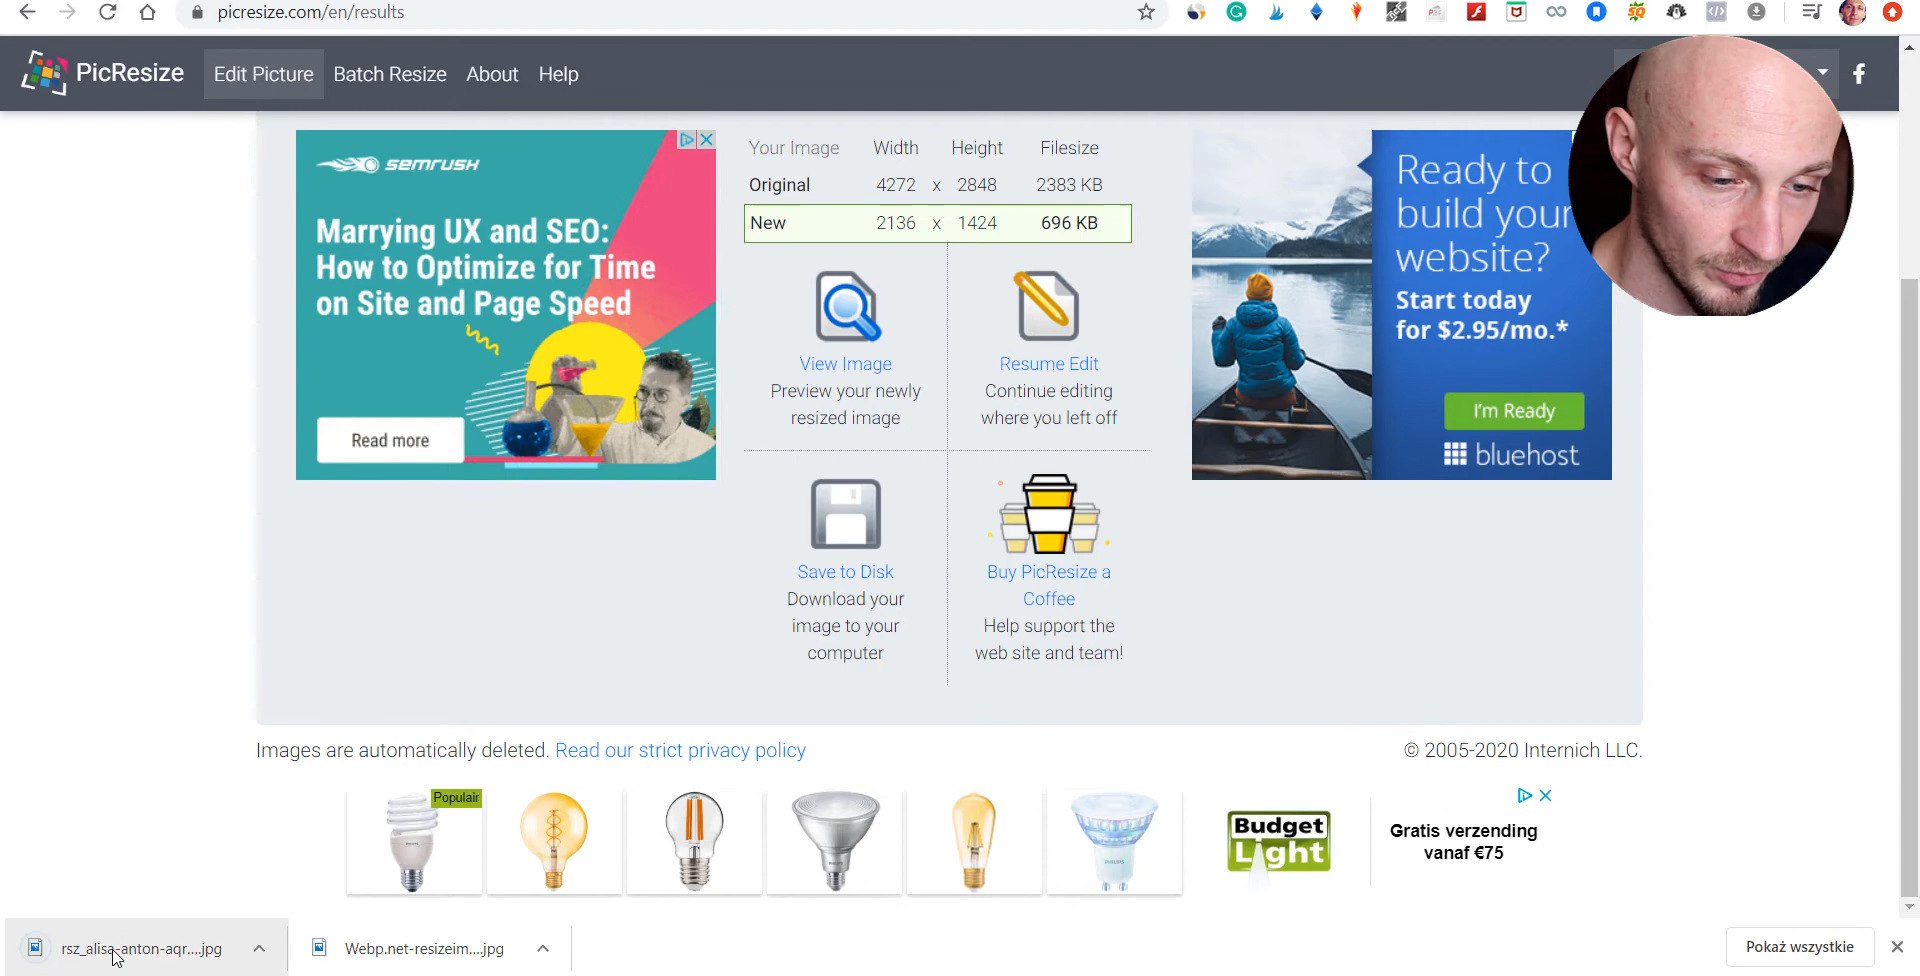 picresize.com/en/results
PicResize
Edit Picture
Batch Resize
About
Help
semrush
Marrying UX and SEO:
How to Optimize for Time
on Site and Page Speed
Read more
Your Image Width Height Filesize
Original 4272 x 2848 2383 KB
New 2136 x 1424 696 KB
View Image
Preview your newly
resized image
Resume Edit
Continue editing
where you left off
Save to Disk
Download your
image to your
computer
Buy PicResize a
Coffee
Help support the
web site and team!
Ready to
build your
website?
Start today
for $2.95/mo.*
I'm Ready
bluehost
Images are automatically deleted. Read our strict privacy policy
© 2005-2020 Internich LLC.
Populair
PHILIPS
Budget
Light
Gratis verzending
vanaf €75
rsz_alisa-anton-aqr....jpg
Webp.net-resizeim....jpg
Pokaż wszystkie